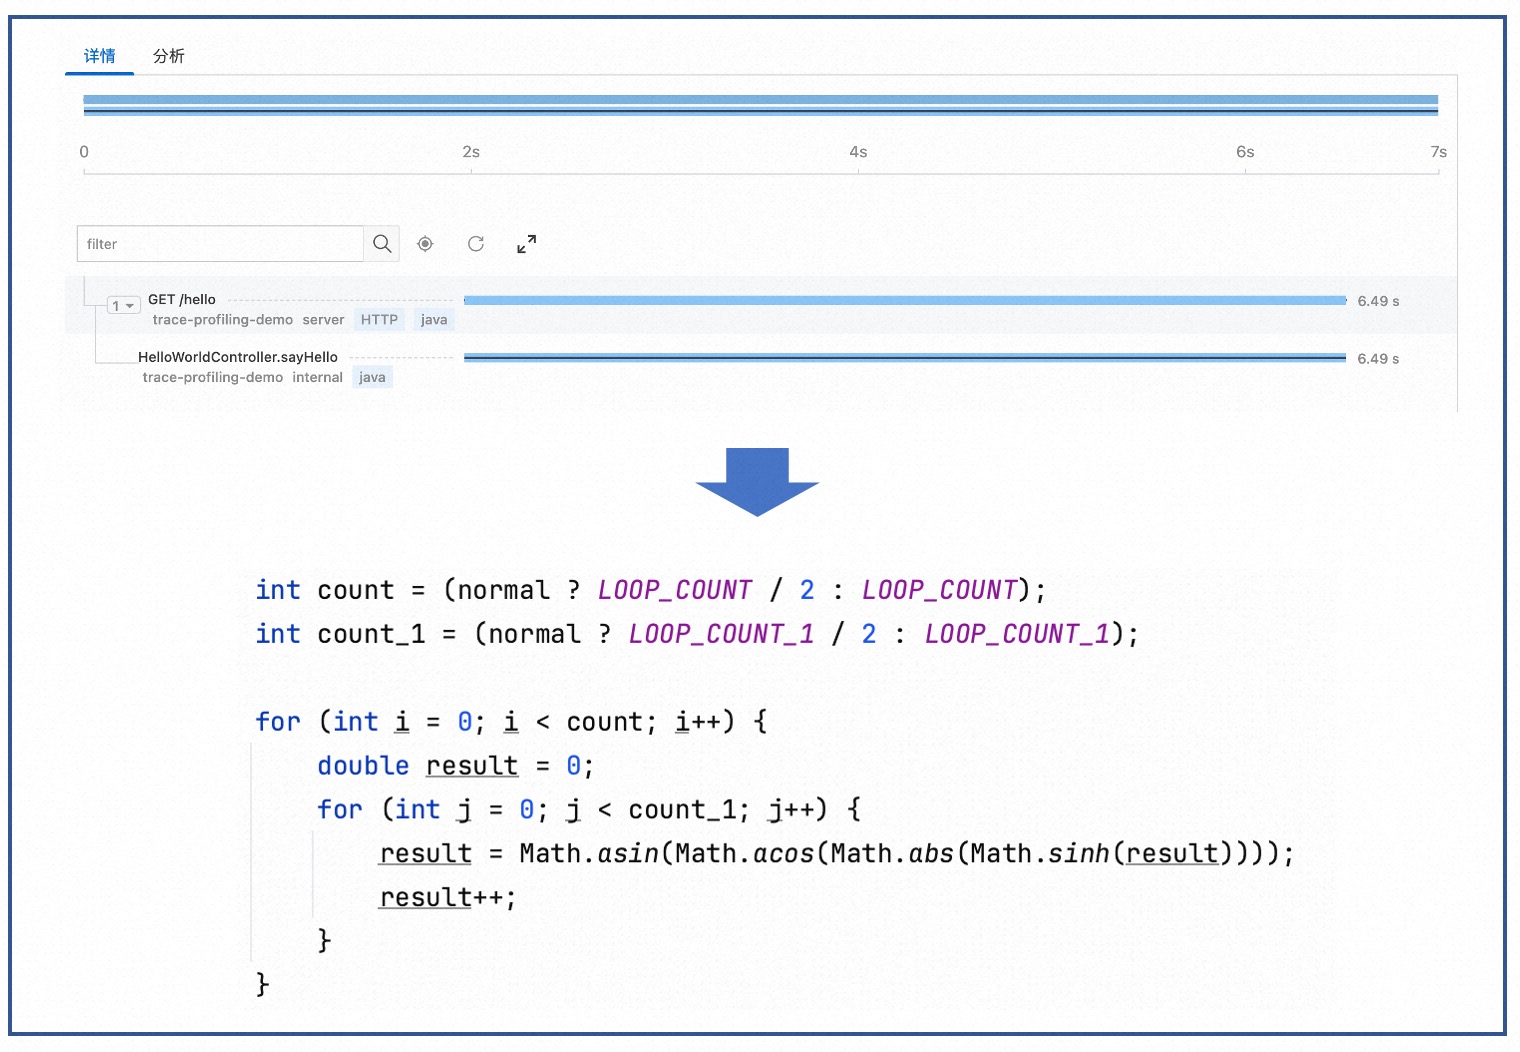 详情 分析
0 2s 4s 6s 7s
filter
1 GET /hello 6.49 s
trace-profiling-demo server HTTP java
HelloWorldController.sayHello 6.49 s
trace-profiling-demo internal java
int count = (normal ? LOOP_COUNT / 2 : LOOP_COUNT);
int count_1 = (normal ? LOOP_COUNT_1 / 2 : LOOP_COUNT_1);
for (int i = 0; i < count; i++) {
double result = 0;
for (int j = 0; j < count_1; j++) {
result = Math.asin(Math.acos(Math.abs(Math.sinh(result))));
result++;
}
}